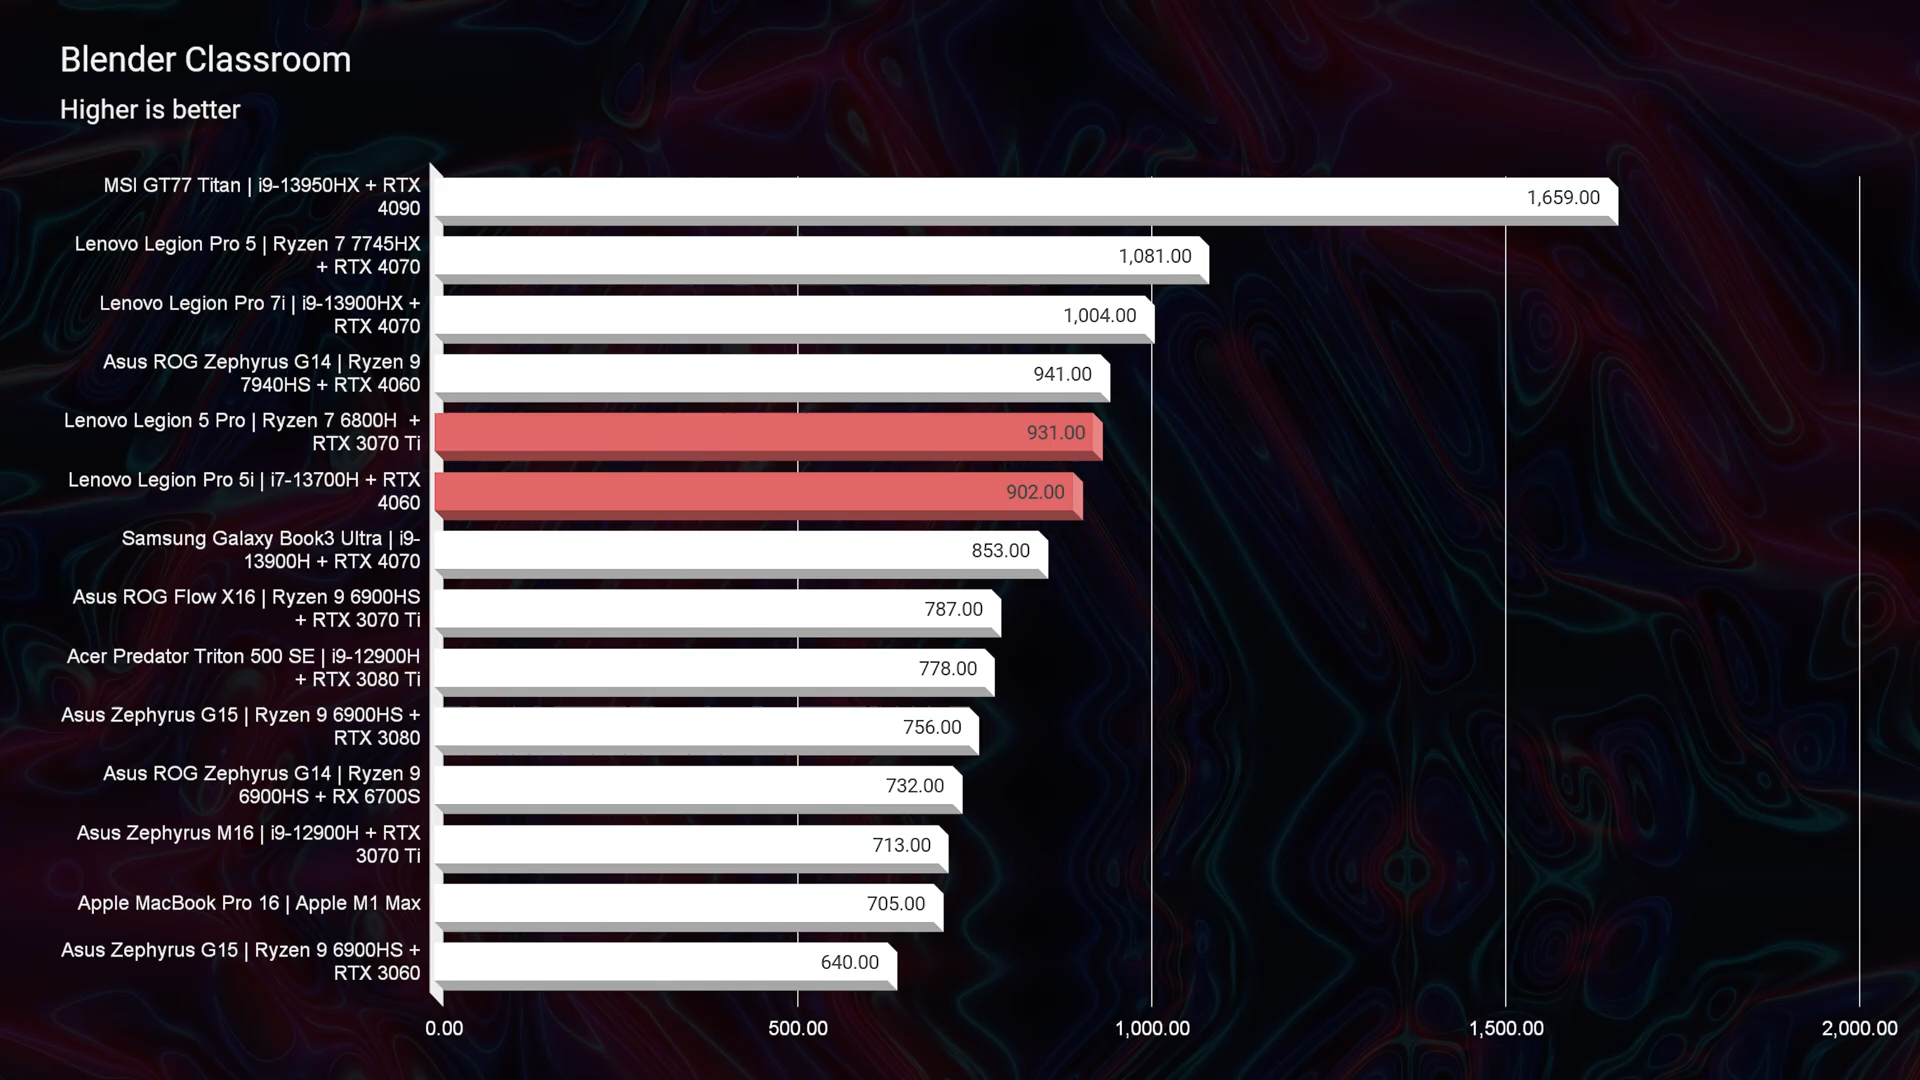 Blender Classroom
Higher is better
MSI GT77 Titan | i9-13950HX + RTX
4090
1,659.00
Lenovo Legion Pro 5 | Ryzen 7 7745HX
+ RTX 4070
1,081.00
Lenovo Legion Pro 7i | i9-13900HX +
RTX 4070
1,004.00
Asus ROG Zephyrus G14 | Ryzen 9
7940HS + RTX 4060
941.00
Lenovo Legion 5 Pro | Ryzen 7 6800H +
RTX 3070 Ti
931.00
Lenovo Legion Pro 5i | i7-13700H + RTX
4060
902.00
Samsung Galaxy Book3 Ultra | i9-
13900H + RTX 4070
853.00
Asus ROG Flow X16 | Ryzen 9 6900HS
+ RTX 3070 Ti
787.00
Acer Predator Triton 500 SE | i9-12900H
+ RTX 3080 Ti
778.00
Asus Zephyrus G15 | Ryzen 9 6900HS +
RTX 3080
756.00
Asus ROG Zephyrus G14 | Ryzen 9
6900HS + RX 6700S
732.00
Asus Zephyrus M16 | i9-12900H + RTX
3070 Ti
713.00
Apple MacBook Pro 16 | Apple M1 Max
705.00
Asus Zephyrus G15 | Ryzen 9 6900HS +
RTX 3060
640.00
0.00 500.00 1,000.00 1,500.00 2,000.00